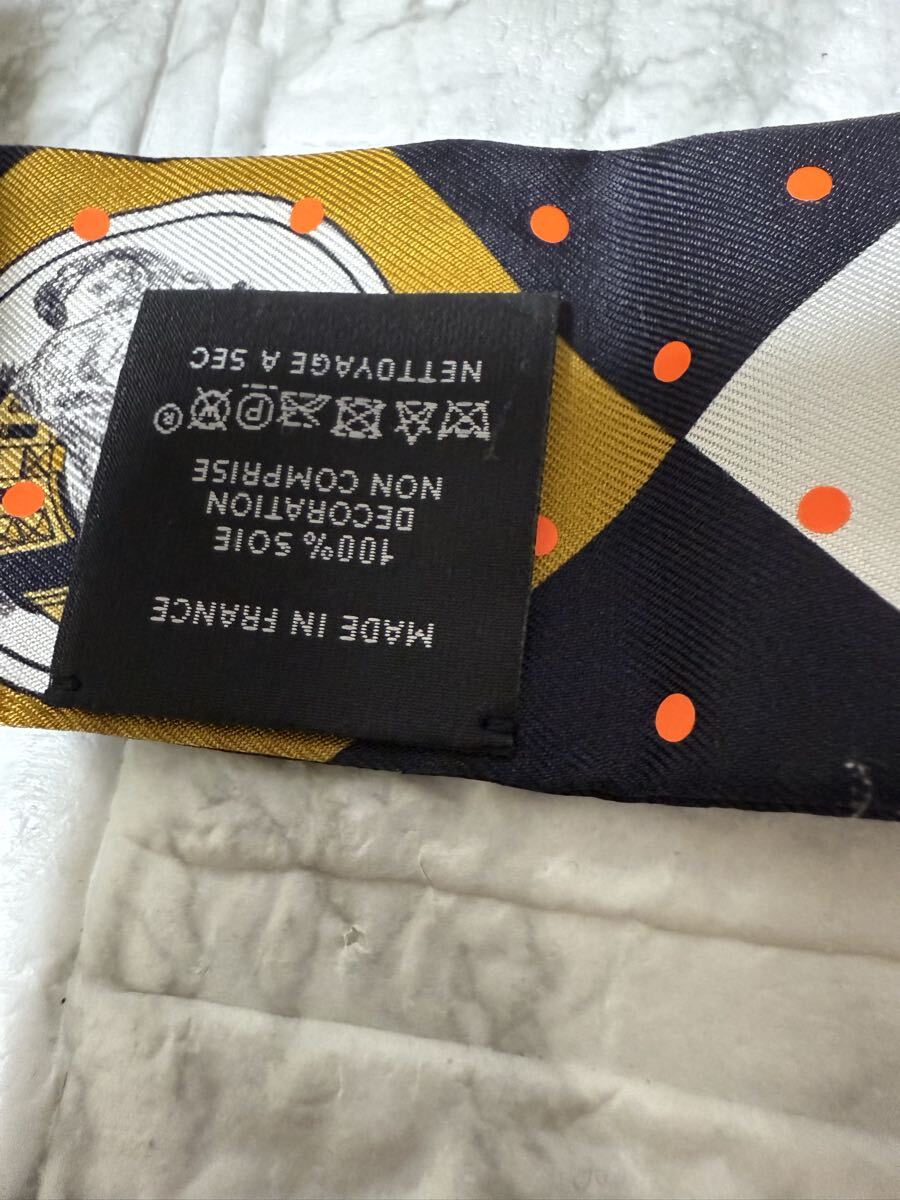 MADE IN FRANCE
100% SOIE
DECORATION
NON COMPRISE
P W ®
NETTOYAGE A SEC